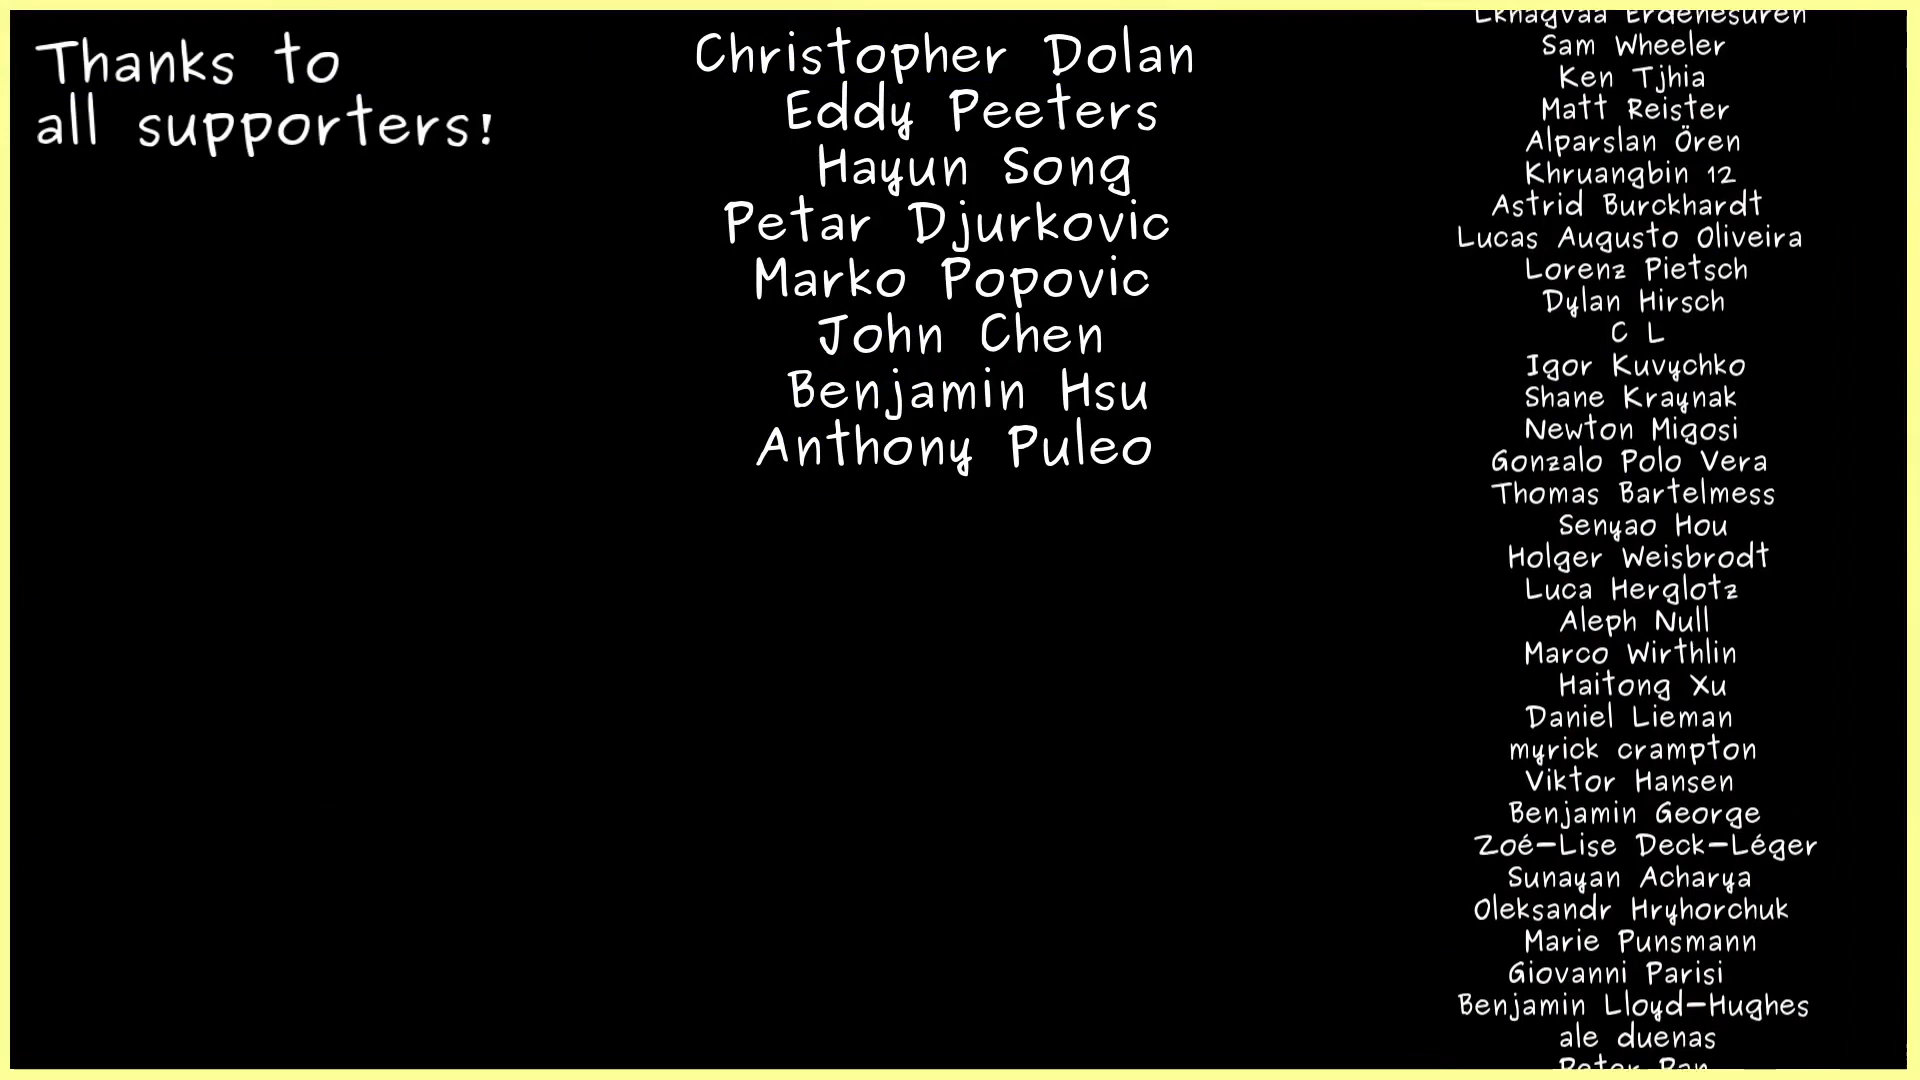 Thanks to
all supporters!
Christopher Dolan
Eddy Peeters
Hayun Song
Petar Djurkovic
Marko Popovic
John Chen
Benjamin Hsu
Anthony Puleo
Lkhagvaa Erdenesuren
Sam Wheeler
Ken Tjhia
Matt Reister
Alparslan Ören
Khruangbin 12
Astrid Burckhardt
Lucas Augusto Oliveira
Lorenz Pietsch
Dylan Hirsch
C L
Igor Kuvychko
Shane Kraynak
Newton Migosi
Gonzalo Polo Vera
Thomas Bartelmess
Senyao Hou
Holger Weisbrodt
Luca Herglotz
Aleph Null
Marco Wirthlin
Haitong Xu
Daniel Lieman
myrick crampton
Viktor Hansen
Benjamin George
Zoé-Lise Deck-Léger
Sunayan Acharya
Oleksandr Hryhorchuk
Marie Punsmann
Giovanni Parisi
Benjamin Lloyd-Hughes
ale duenas
Peter Pan